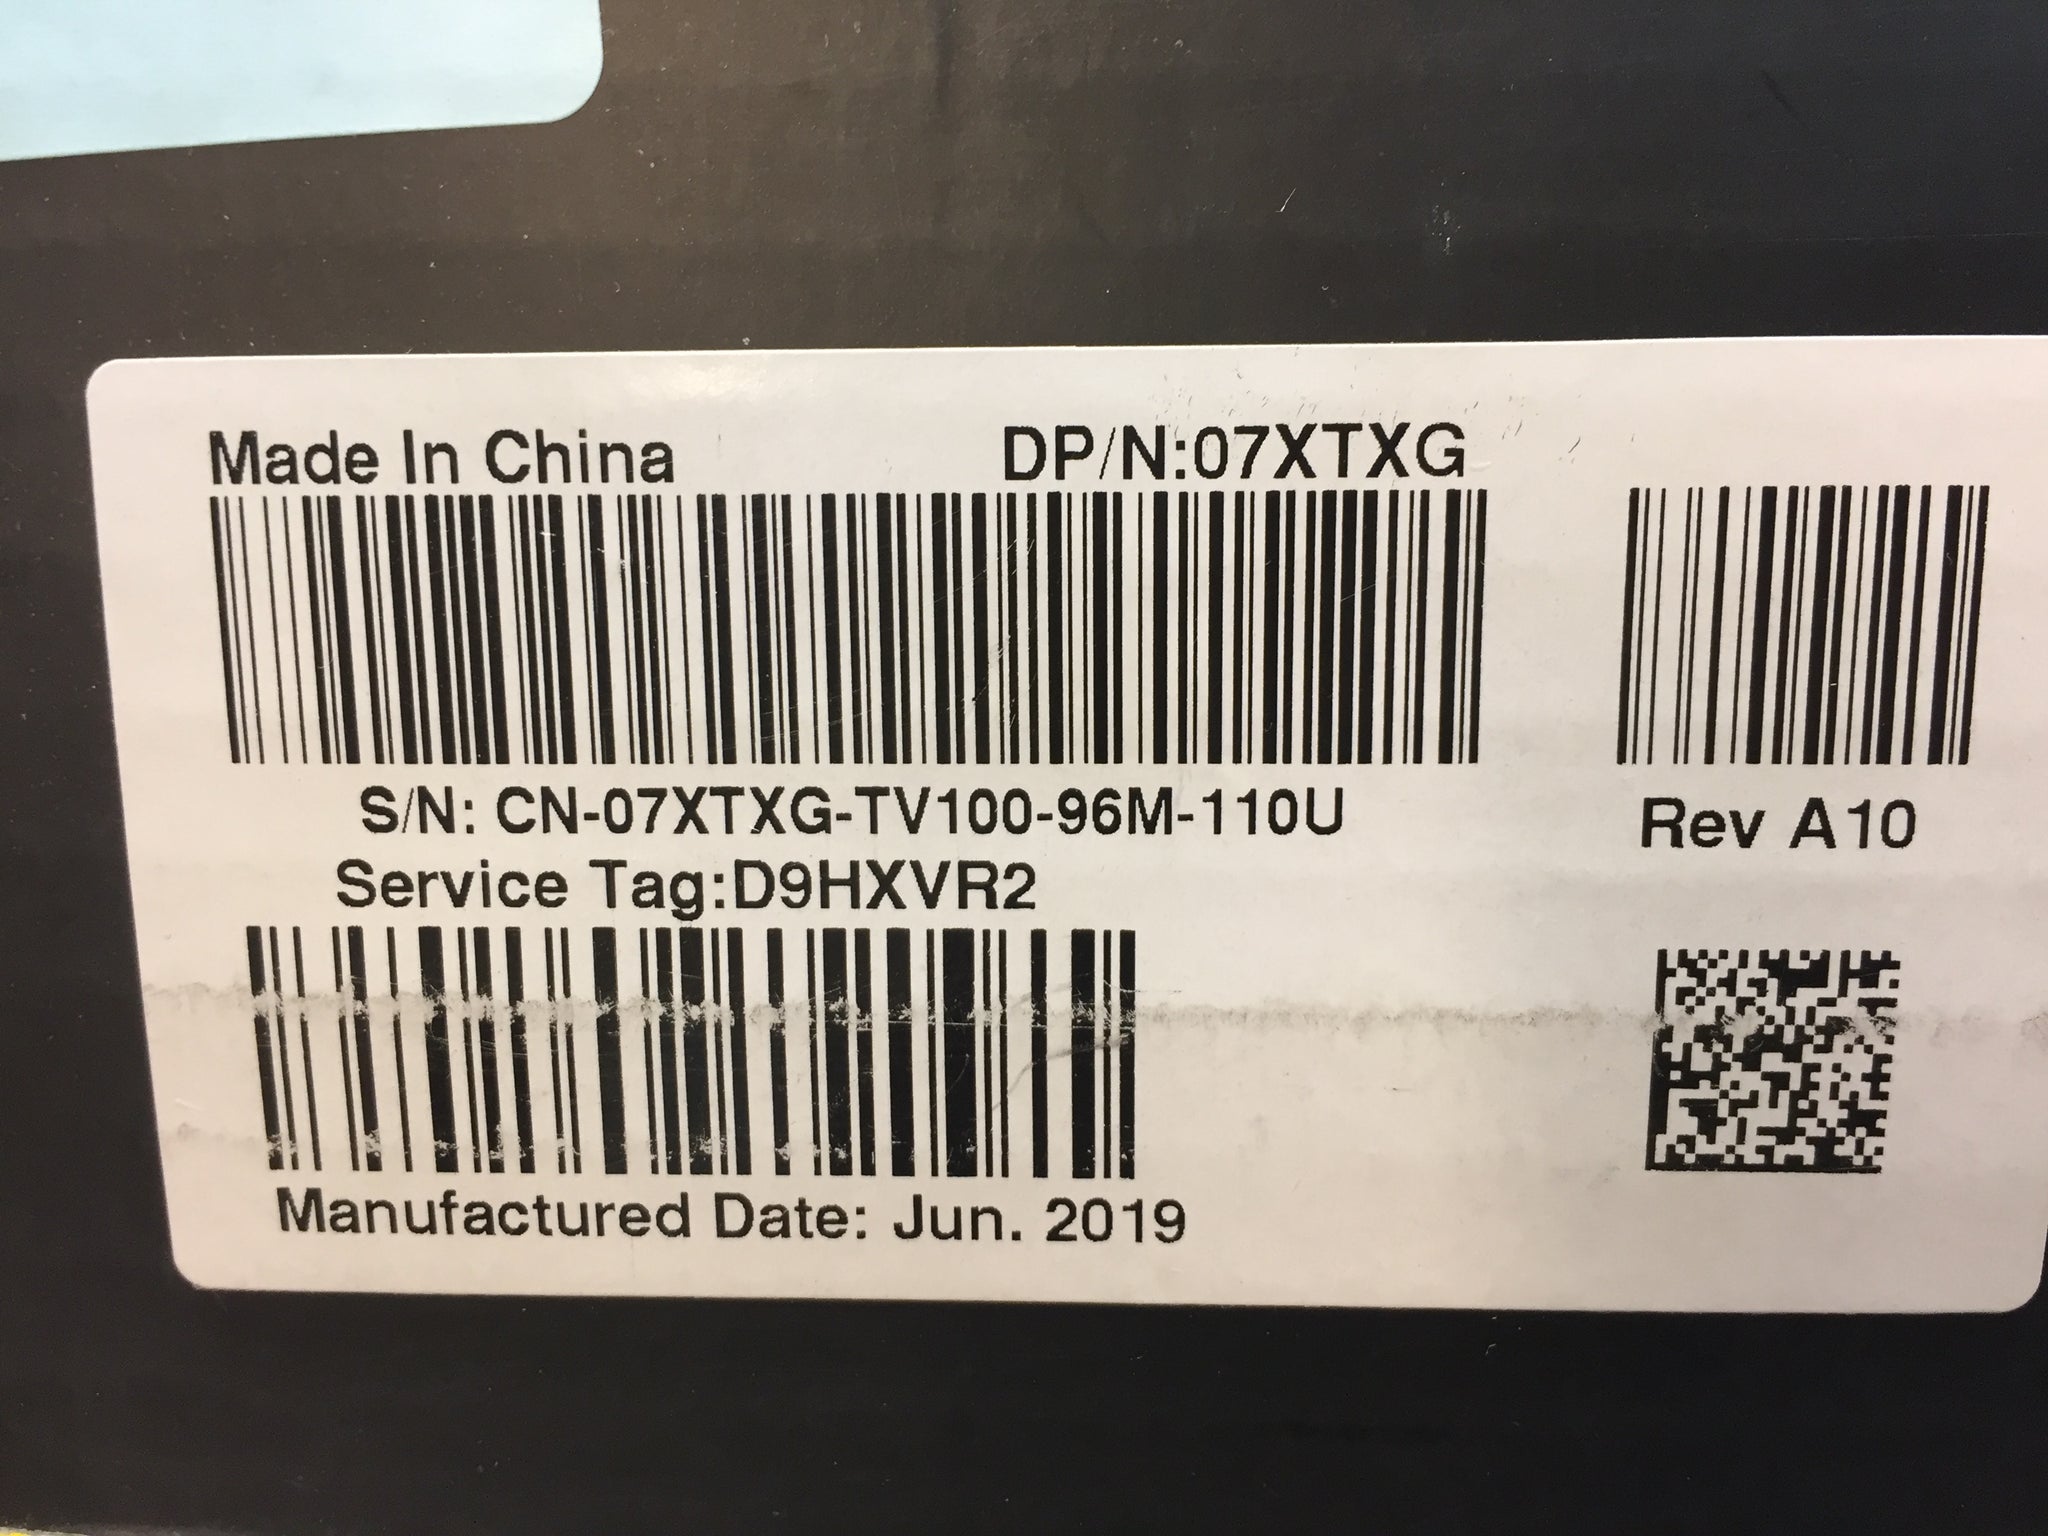 Made In China
DP/N:07XTXG
S/N: CN-07XTXG-TV100-96M-110U
Rev A10
Service Tag:D9HXVR2
Manufactured Date: Jun. 2019